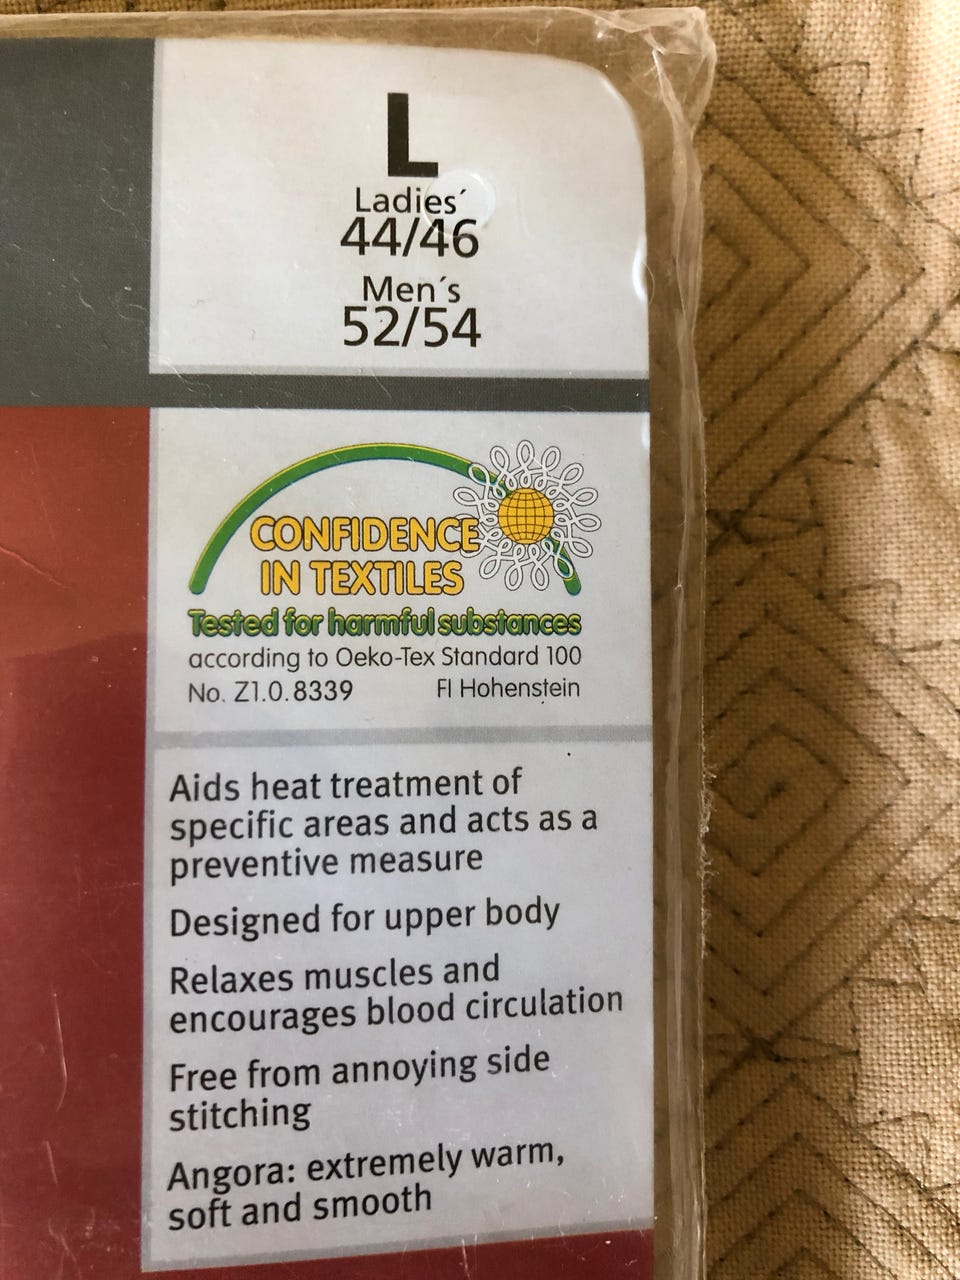 L
Ladies´
44/46
Men´s
52/54
CONFIDENCE
IN TEXTILES
Tested for harmful substances
according to Oeko-Tex Standard 100
No. Z1.0.8339 FI Hohenstein
Aids heat treatment of
specific areas and acts as a
preventive measure
Designed for upper body
Relaxes muscles and
encourages blood circulation
Free from annoying side
stitching
Angora: extremely warm,
soft and smooth